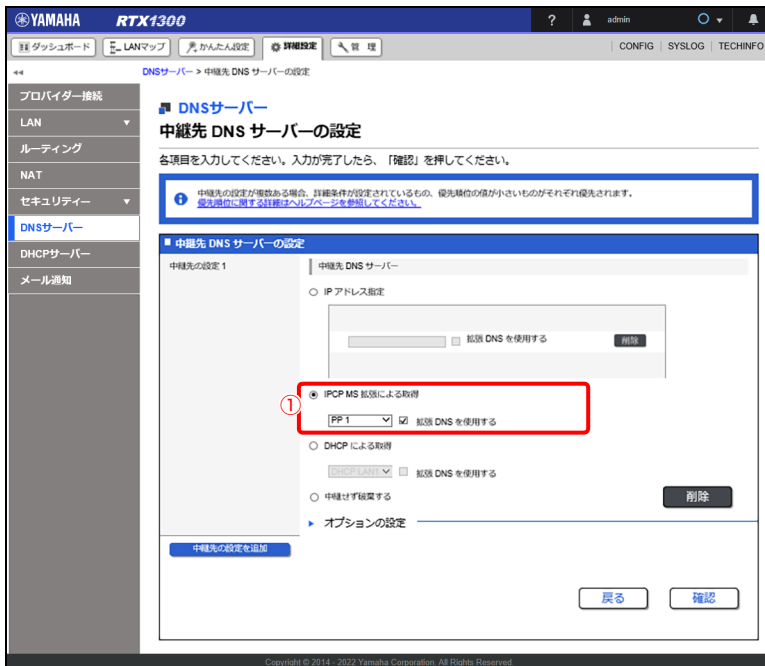 YAMAHA RTX1300 ? admin
ダッシュボード LANマップ かんたん設定 詳細設定 管 理 CONFIG SYSLOG TECHINFO
DNSサーバー > 中継先 DNS サーバーの設定
プロバイダー接続
LAN
ルーティング
NAT
セキュリティー
DNSサーバー
DHCPサーバー
メール通知
DNSサーバー
中継先 DNS サーバーの設定
各項目を入力してください。入力が完了したら、「確認」を押してください。
中継先の設定が複数ある場合、詳細条件が設定されているもの、優先順位の値が小さいものがそれぞれ優先されます。
優先順位に関する詳細はヘルプページを参照してください。
中継先 DNS サーバーの設定
中継先の設定 1
中継先 DNS サーバー
IP アドレス指定
拡張 DNS を使用する 削除
①
IPCP MS 拡張による取得
PP 1 拡張 DNS を使用する
DHCP による取得
DHCP LAN1 拡張 DNS を使用する
中継せず破棄する
削除
オプションの設定
中継先の設定を追加
戻る 確認
Copyright © 2014 - 2022 Yamaha Corporation. All Rights Reserved.